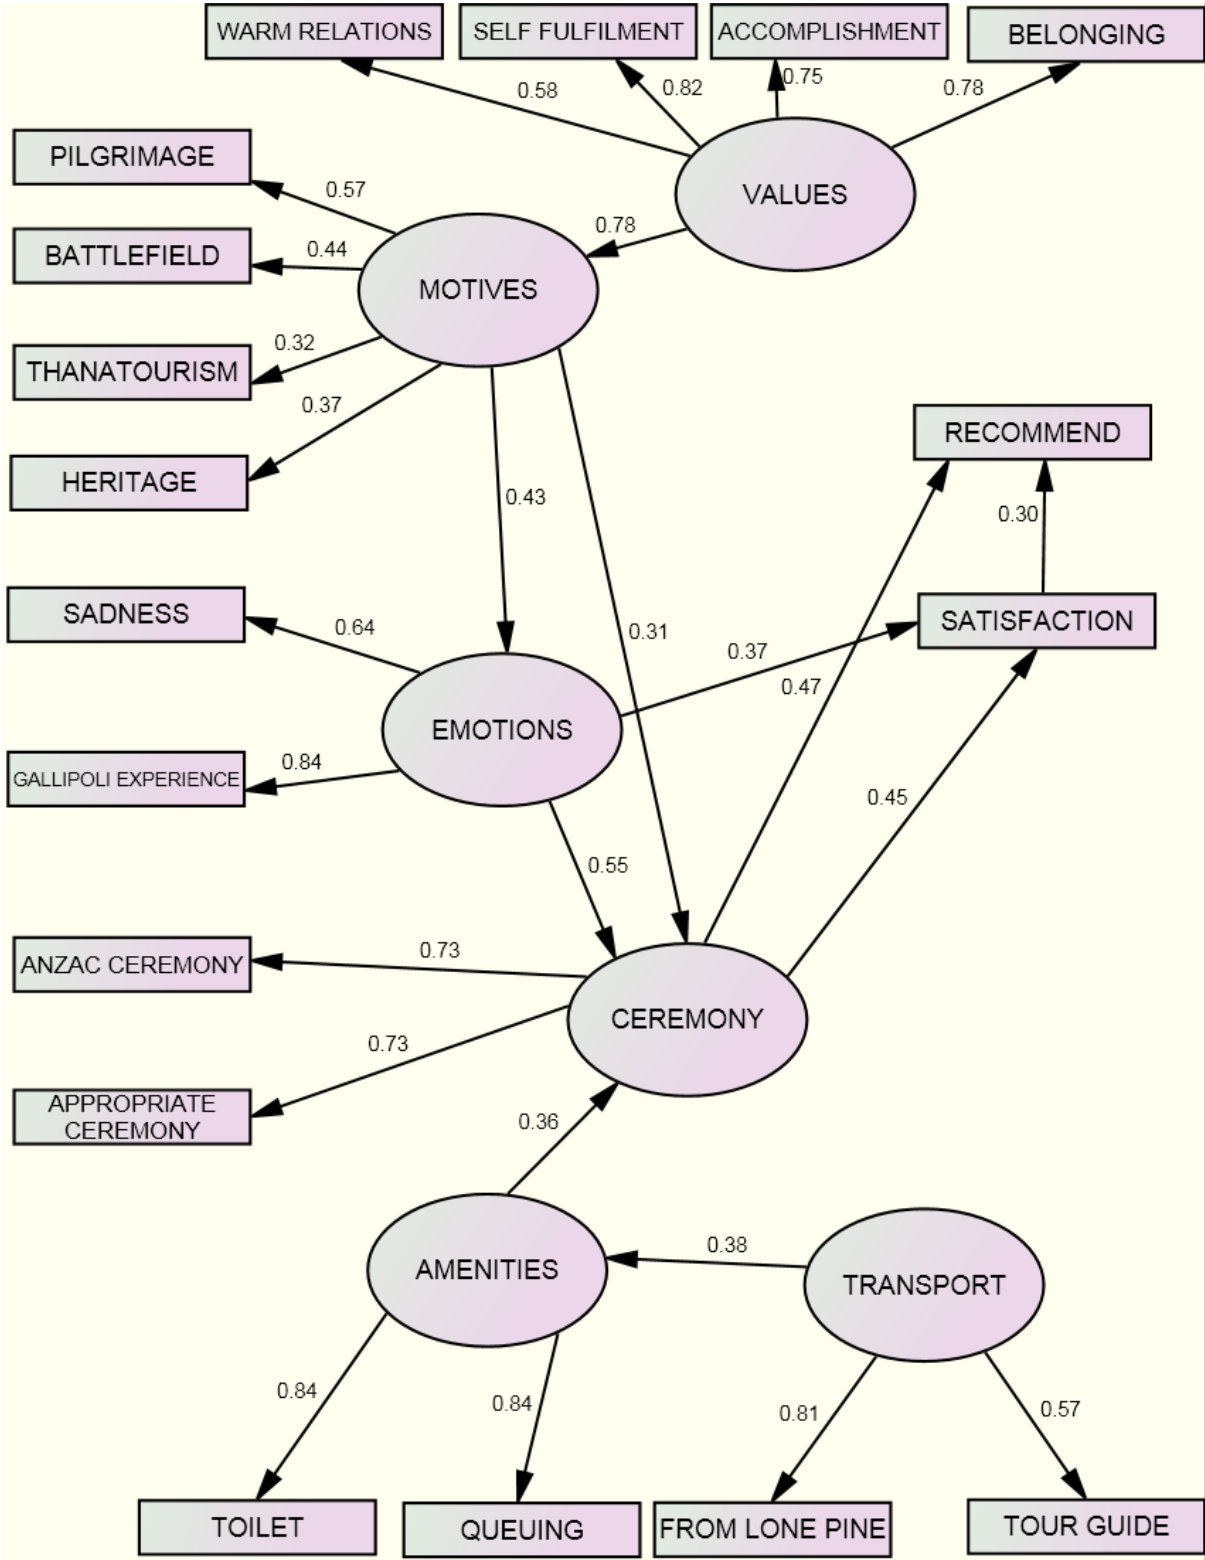 WARM RELATIONS
SELF FULFILMENT
ACCOMPLISHMENT
BELONGING
0.58
0.82
0.75
0.78
PILGRIMAGE
0.57
VALUES
0.78
BATTLEFIELD
0.44
MOTIVES
0.32
THANATOURISM
0.37
HERITAGE
RECOMMEND
0.43
0.30
SADNESS
0.64
0.31
SATISFACTION
0.37
0.47
EMOTIONS
GALLIPOLI EXPERIENCE
0.84
0.45
0.55
ANZAC CEREMONY
0.73
CEREMONY
0.73
APPROPRIATE
CEREMONY
0.36
AMENITIES
0.38
TRANSPORT
0.84
0.84
0.81
0.57
TOILET
QUEUING
FROM LONE PINE
TOUR GUIDE